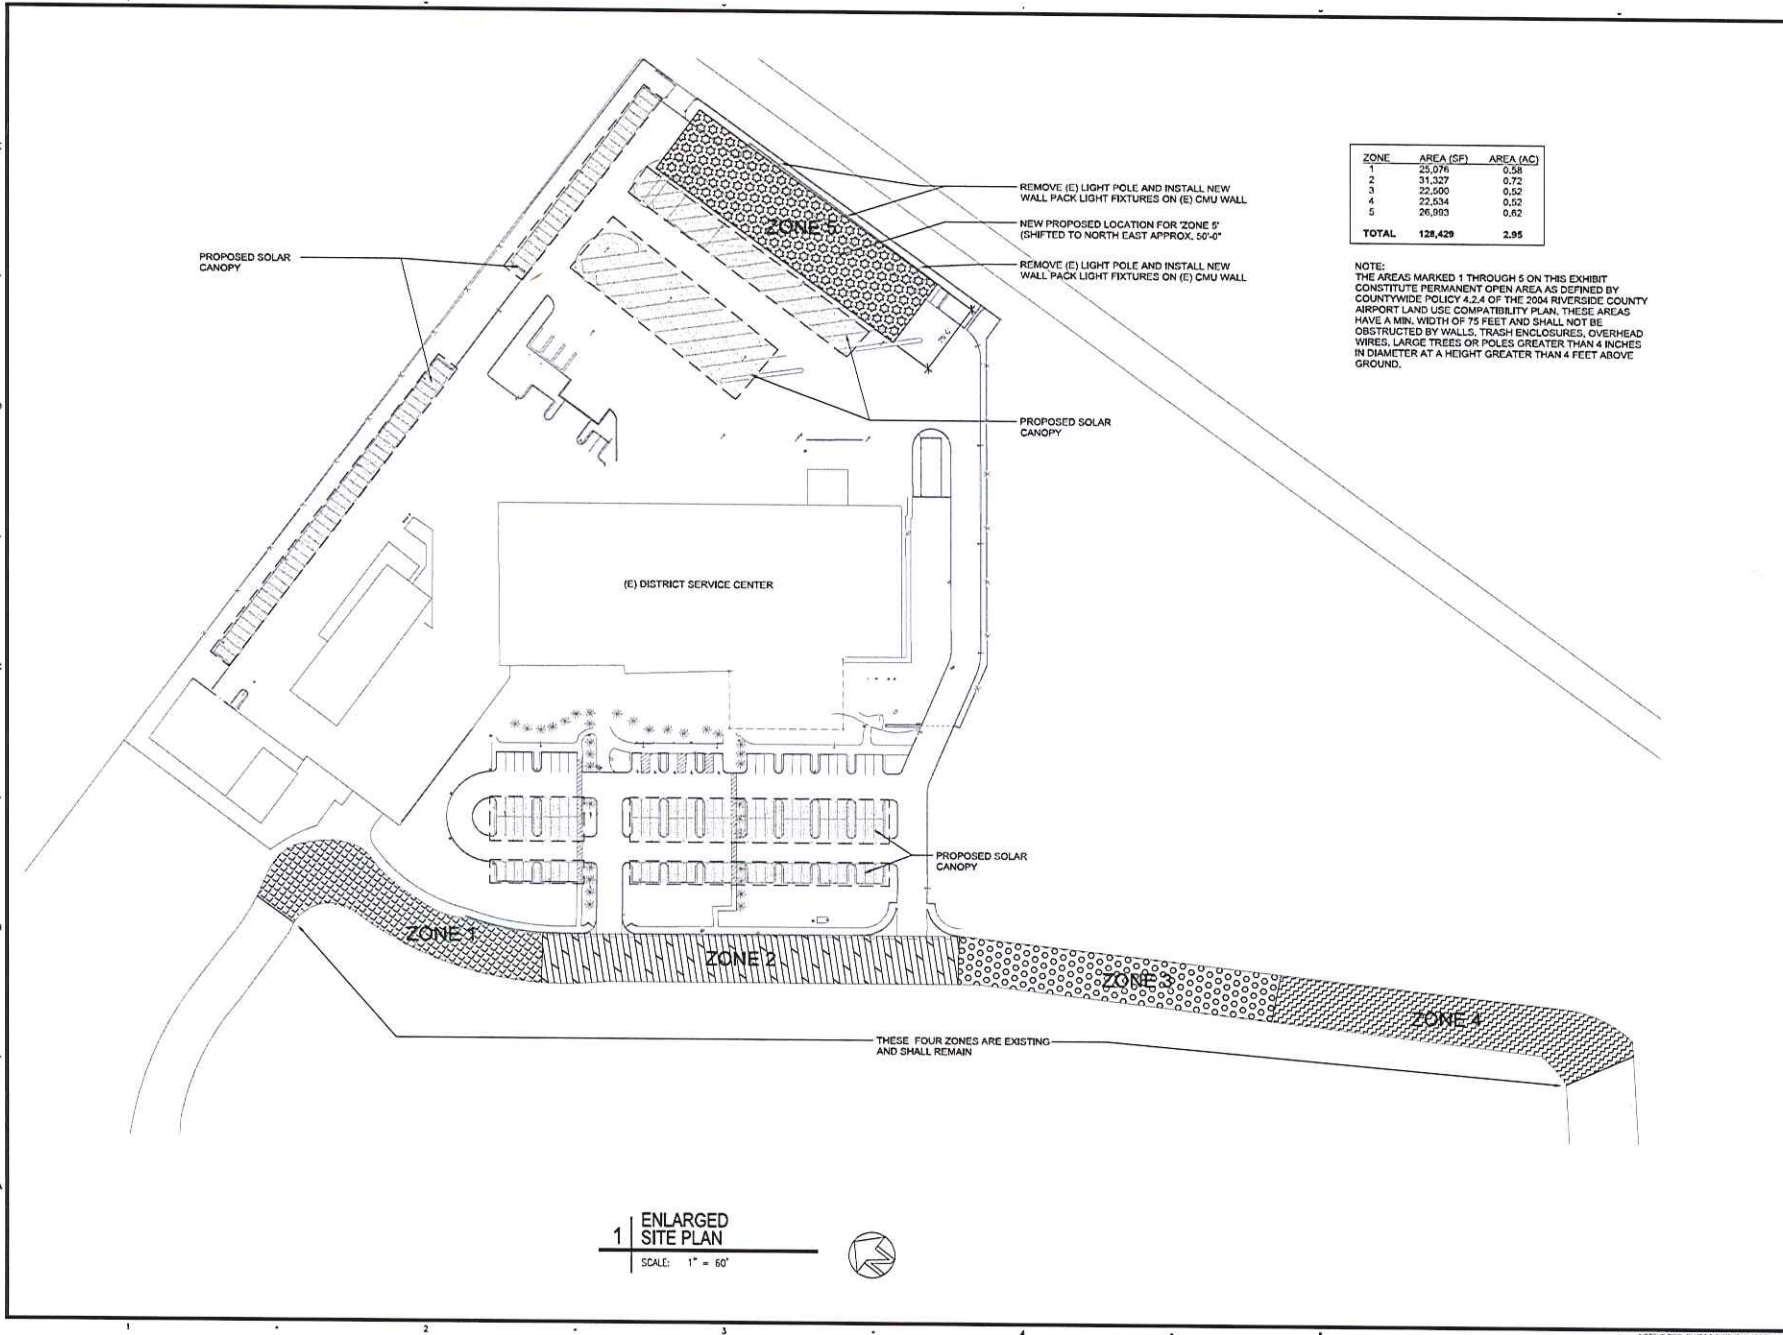 ZONE AREA (SF) AREA (AC)
1 25,076 0.58
2 31,327 0.72
3 22,500 0.52
4 22,534 0.52
5 26,993 0.62
TOTAL 128,429 2.95
NOTE:
THE AREAS MARKED 1 THROUGH 5 ON THIS EXHIBIT
CONSTITUTE PERMANENT OPEN AREA AS DEFINED BY
COUNTYWIDE POLICY 4.2.4 OF THE 2004 RIVERSIDE COUNTY
AIRPORT LAND USE COMPATIBILITY PLAN. THESE AREAS
HAVE A MIN. WIDTH OF 75 FEET AND SHALL NOT BE
OBSTRUCTED BY WALLS, TRASH ENCLOSURES, OVERHEAD
WIRES, LARGE TREES OR POLES GREATER THAN 4 INCHES
IN DIAMETER AT A HEIGHT GREATER THAN 4 FEET ABOVE
GROUND.
REMOVE (E) LIGHT POLE AND INSTALL NEW
WALL PACK LIGHT FIXTURES ON (E) CMU WALL
NEW PROPOSED LOCATION FOR 'ZONE 5'
(SHIFTED TO NORTH EAST APPROX. 50'-0"
REMOVE (E) LIGHT POLE AND INSTALL NEW
WALL PACK LIGHT FIXTURES ON (E) CMU WALL
ZONE 5
PROPOSED SOLAR
CANOPY
PROPOSED SOLAR
CANOPY
(E) DISTRICT SERVICE CENTER
PROPOSED SOLAR
CANOPY
ZONE 1
ZONE 2
ZONE 3
ZONE 4
THESE FOUR ZONES ARE EXISTING
AND SHALL REMAIN
1
ENLARGED
SITE PLAN
SCALE: 1" = 60'
1 2 3 4